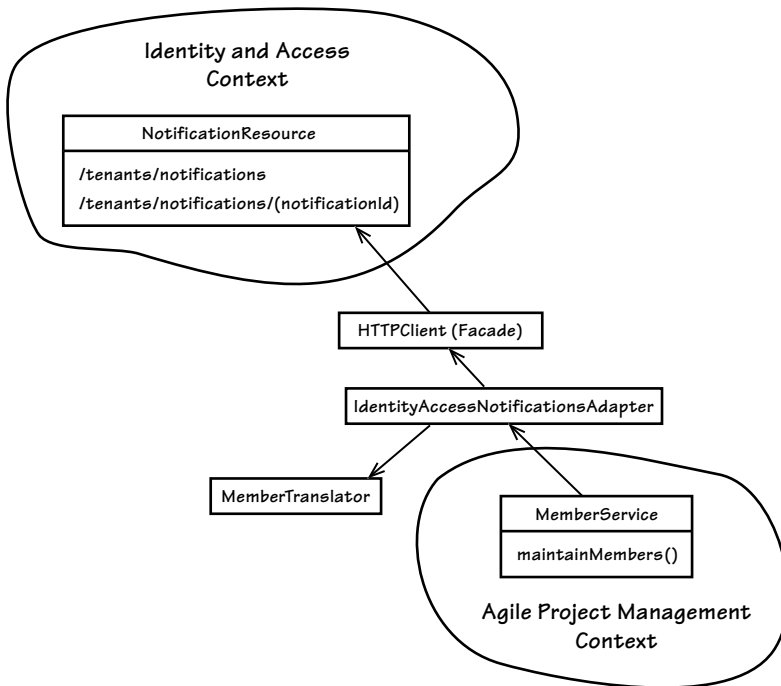 Identity and Access
Context
NotificationResource
/tenants/notifications
/tenants/notifications/(notificationId)
HTTPClient (Facade)
IdentityAccessNotificationsAdapter
MemberTranslator
MemberService
maintainMembers()
Agile Project Management
Context